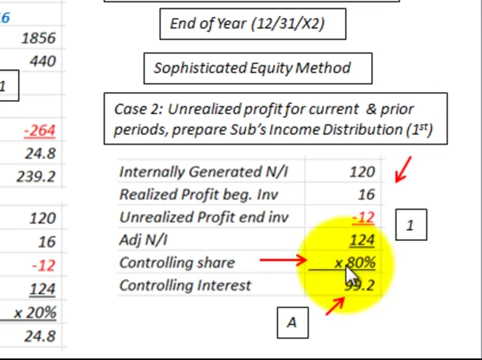 6
1856
440
1
-264
24.8
239.2
120
16
-12
124
x 20%
24.8
End of Year (12/31/X2)
Sophisticated Equity Method
Case 2: Unrealized profit for current & prior
periods, prepare Sub's Income Distribution (1st)
Internally Generated N/I 120
Realized Profit beg. Inv 16
Unrealized Profit end inv -12
Adj N/I 124
Controlling share x 80%
Controlling Interest 99.2
1
A